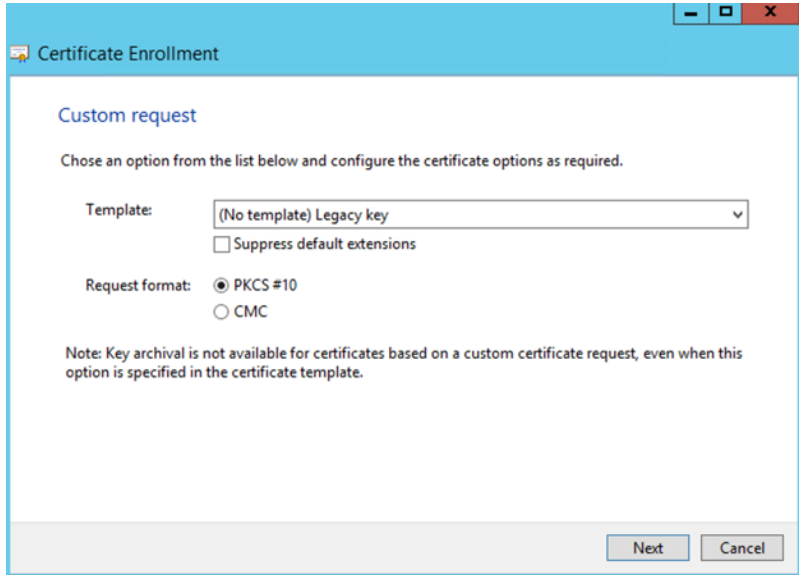 Certificate Enrollment
Custom request
Chose an option from the list below and configure the certificate options as required.
Template:
(No template) Legacy key
Suppress default extensions
Request format:
PKCS #10
CMC
Note: Key archival is not available for certificates based on a custom certificate request, even when this
option is specified in the certificate template.
Next
Cancel